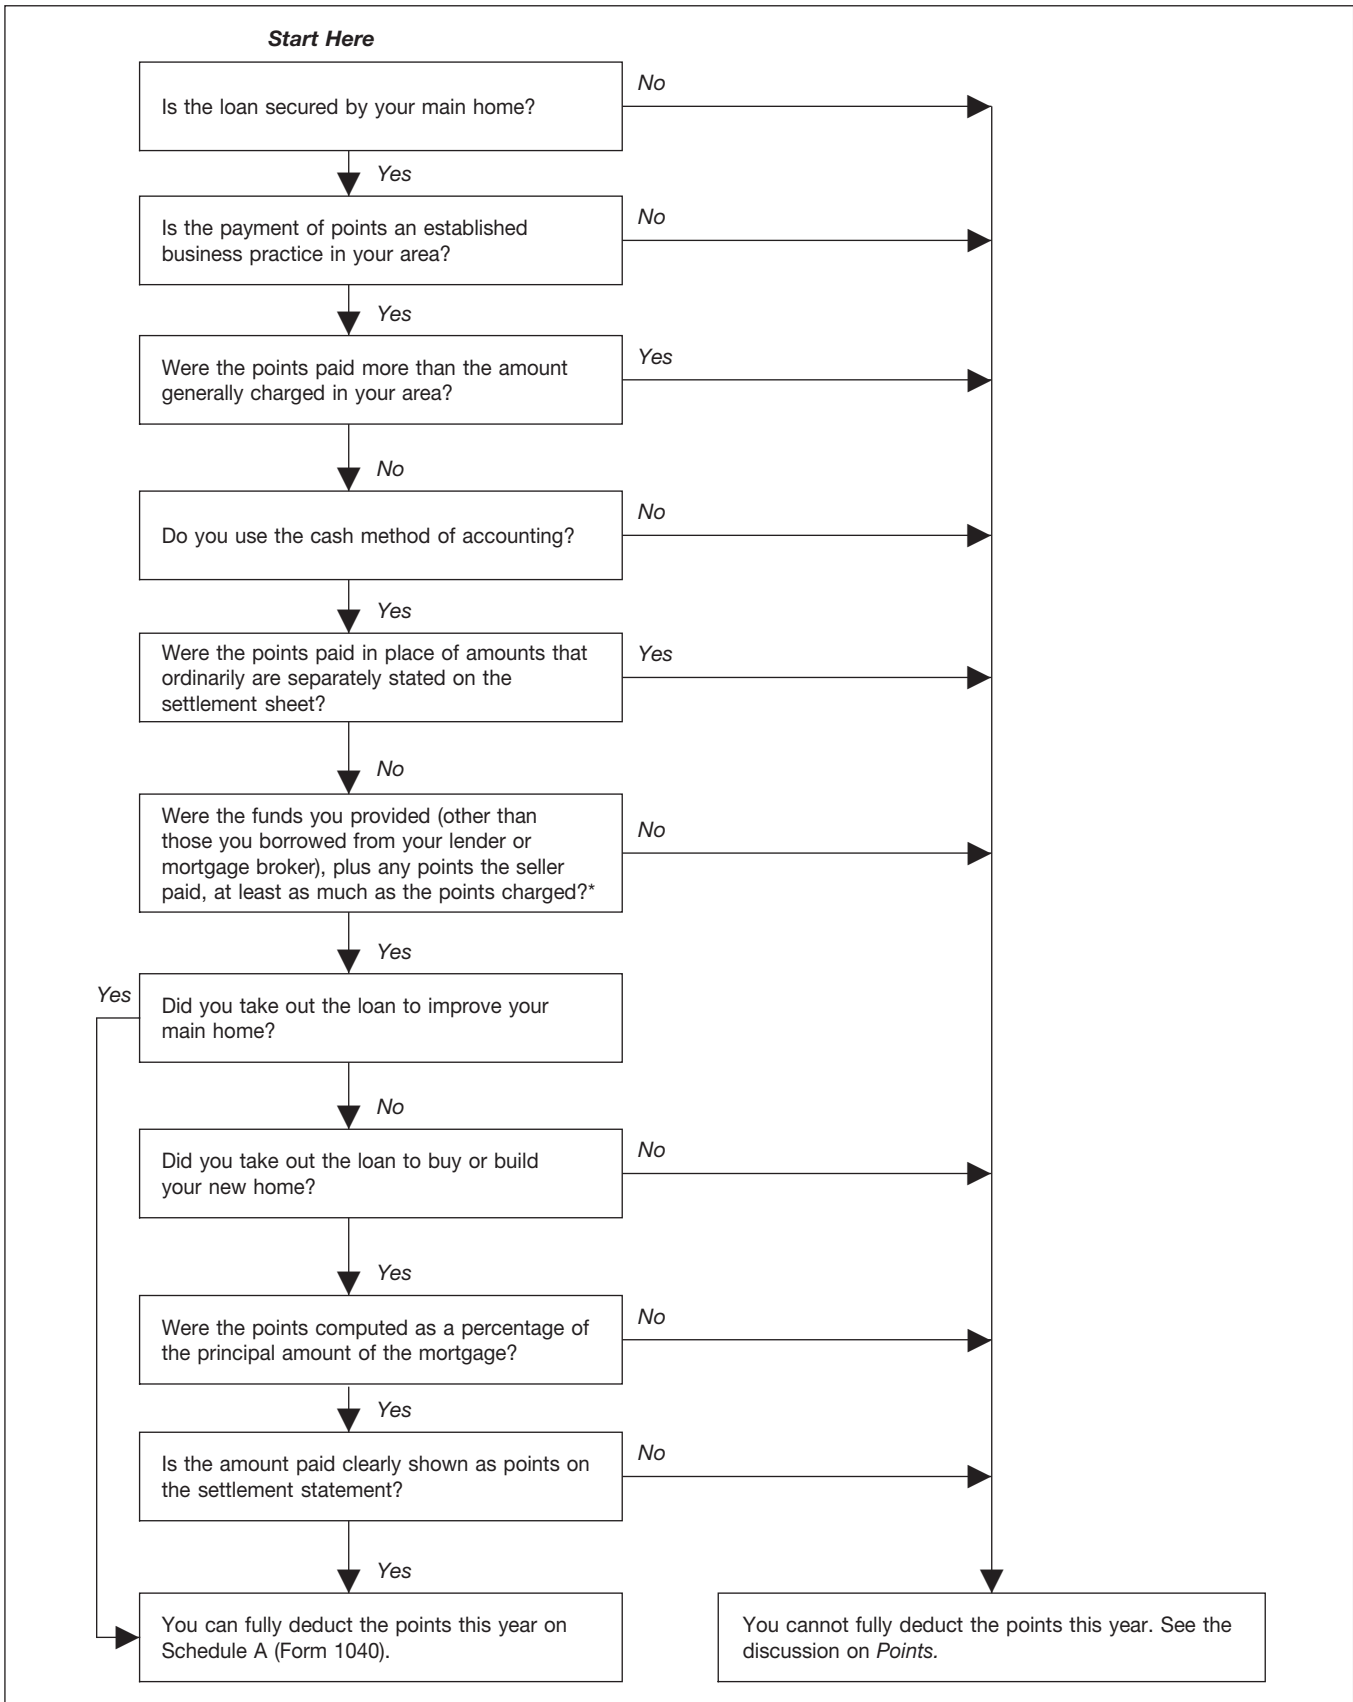 Start Here
Is the loan secured by your main home?
No
Yes
Is the payment of points an established
business practice in your area?
No
Yes
Were the points paid more than the amount
generally charged in your area?
Yes
No
Do you use the cash method of accounting?
No
Yes
Were the points paid in place of amounts that
ordinarily are separately stated on the
settlement sheet?
Yes
No
Were the funds you provided (other than
those you borrowed from your lender or
mortgage broker), plus any points the seller
paid, at least as much as the points charged?*
No
Yes
Yes
Did you take out the loan to improve your
main home?
No
Did you take out the loan to buy or build
your new home?
No
Yes
Were the points computed as a percentage of
the principal amount of the mortgage?
No
Yes
Is the amount paid clearly shown as points on
the settlement statement?
No
Yes
You can fully deduct the points this year on
Schedule A (Form 1040).
You cannot fully deduct the points this year. See the
discussion on Points.